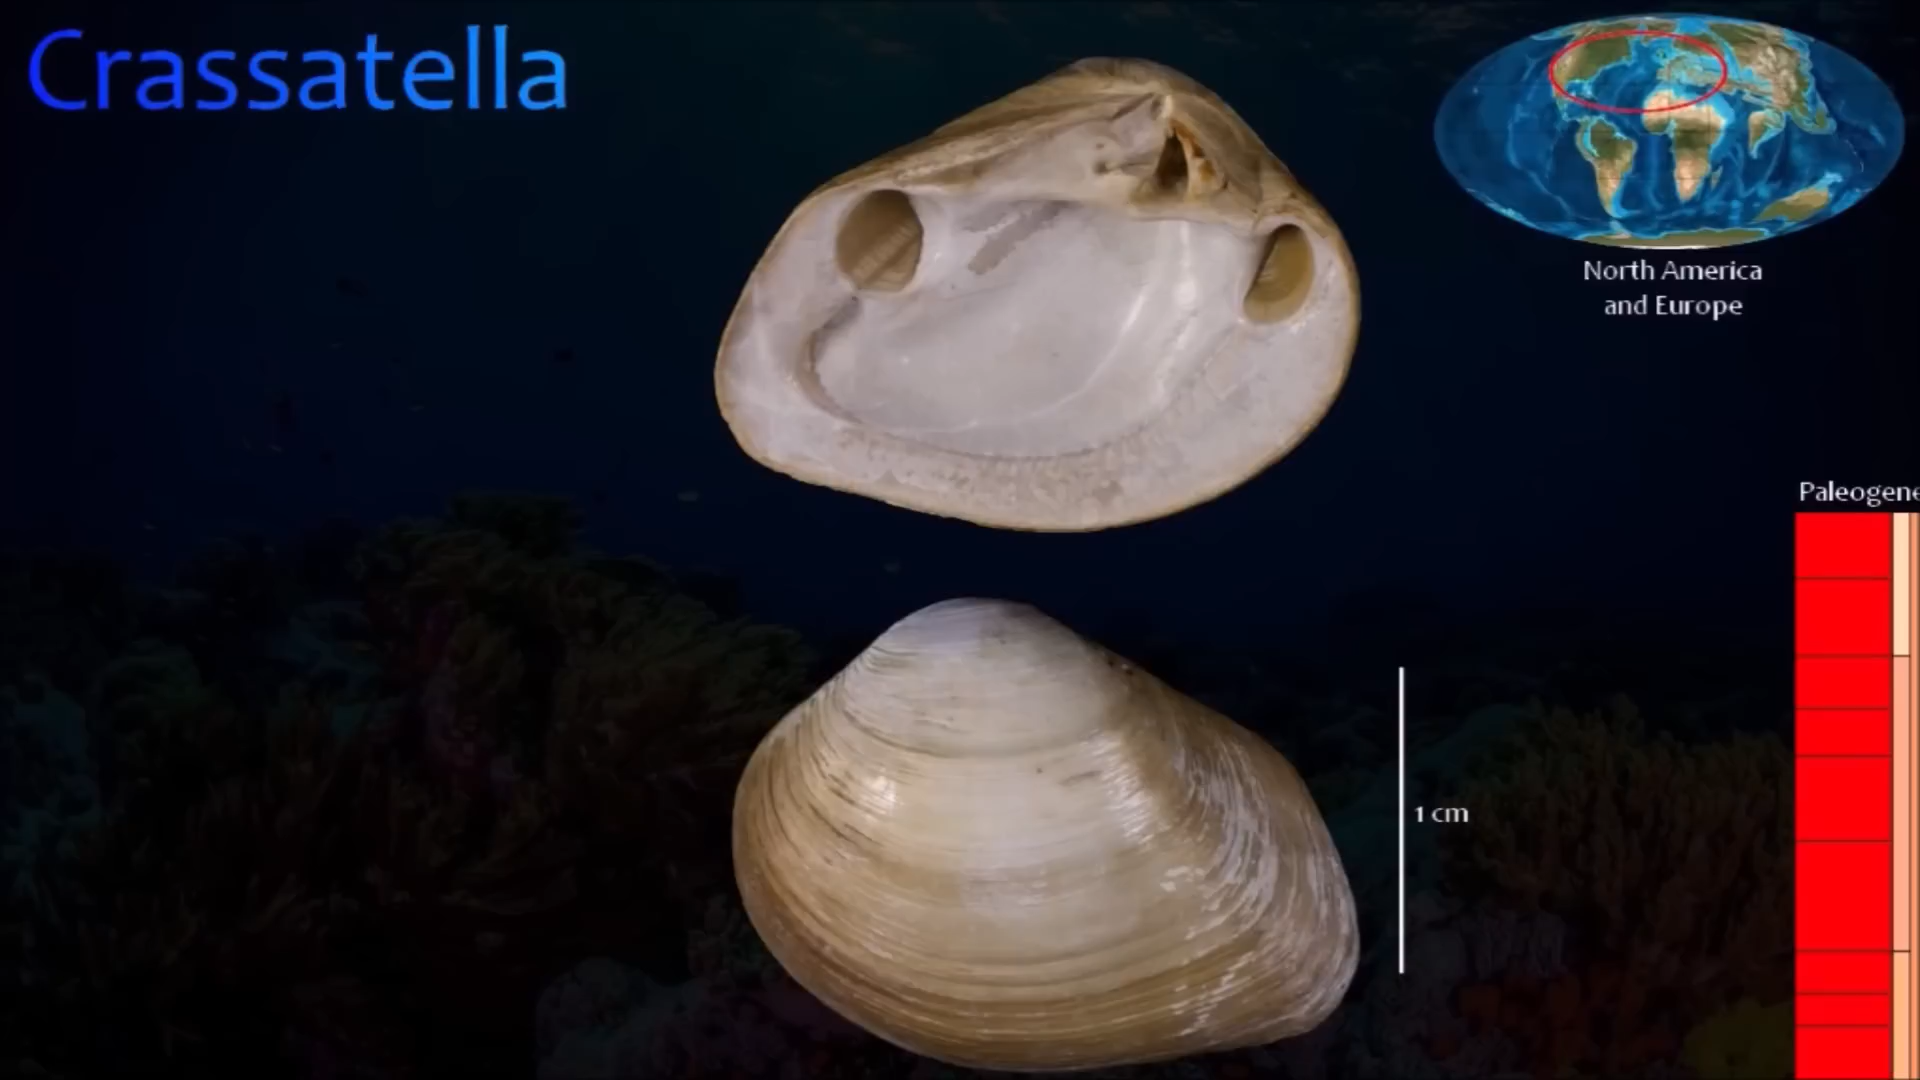 Crassatella
North America
and Europe
Paleogene
1 cm